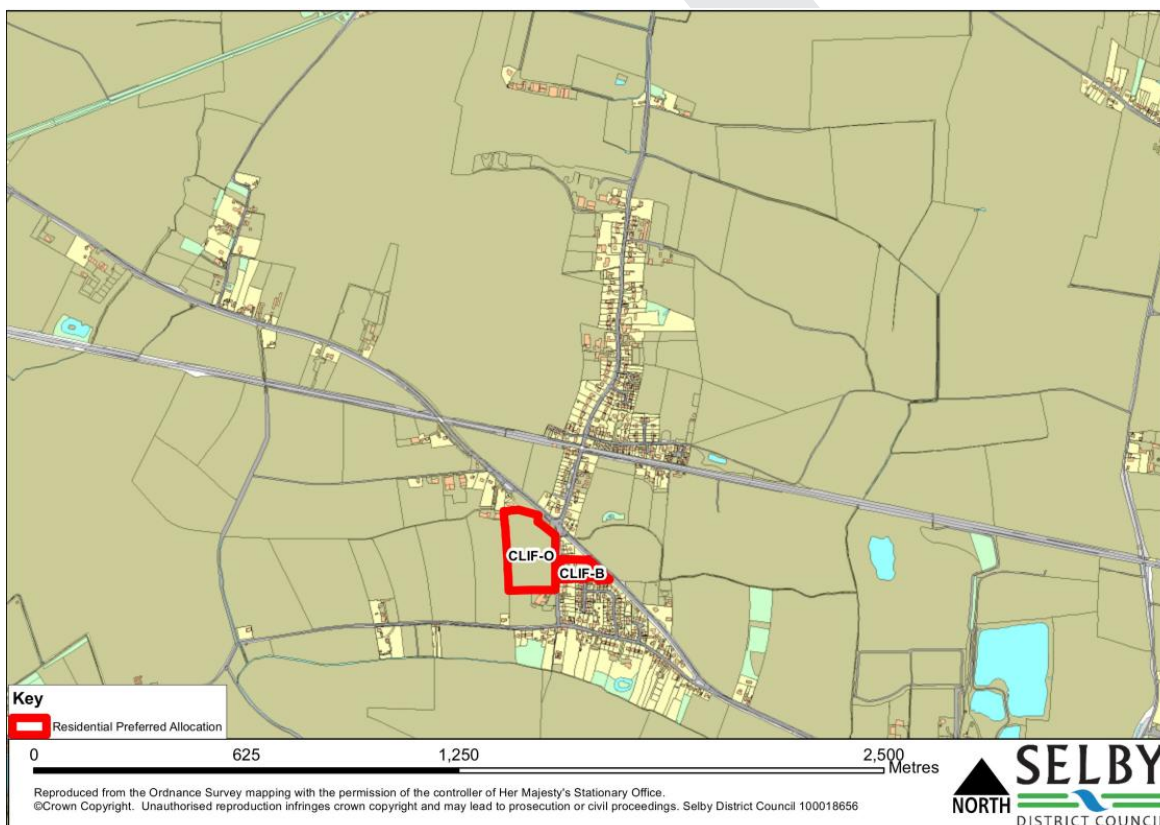 CLIF-O
CLIF-B
Key
Residential Preferred Allocation
0 625 1,250 2,500
Metres
Reproduced from the Ordnance Survey mapping with the permission of the controller of Her Majesty's Stationary Office.
©Crown Copyright. Unauthorised reproduction infringes crown copyright and may lead to prosecution or civil proceedings. Selby District Council 100018656
NORTH
SELBY
DISTRICT COUNCIL